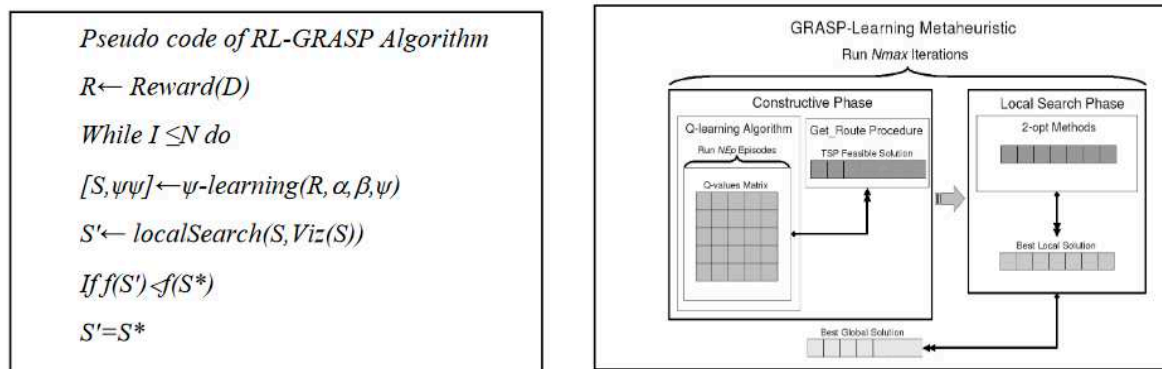 Pseudo code of RL-GRASP Algorithm
R← Reward(D)
While I ≤N do
[S,ψψ]←ψ-learning(R,α,β,ψ)
S'← localSearch(S,Viz(S))
If f(S')<f(S*)
S'=S*
GRASP-Learning Metaheuristic
Run Nmax Iterations
Constructive Phase
Q-learning Algorithm
Run NEp Episodes
Q-values Matrix
Get_Route Procedure
TSP Feasible Solution
Local Search Phase
2-opt Methods
Best Local Solution
Best Global Solution